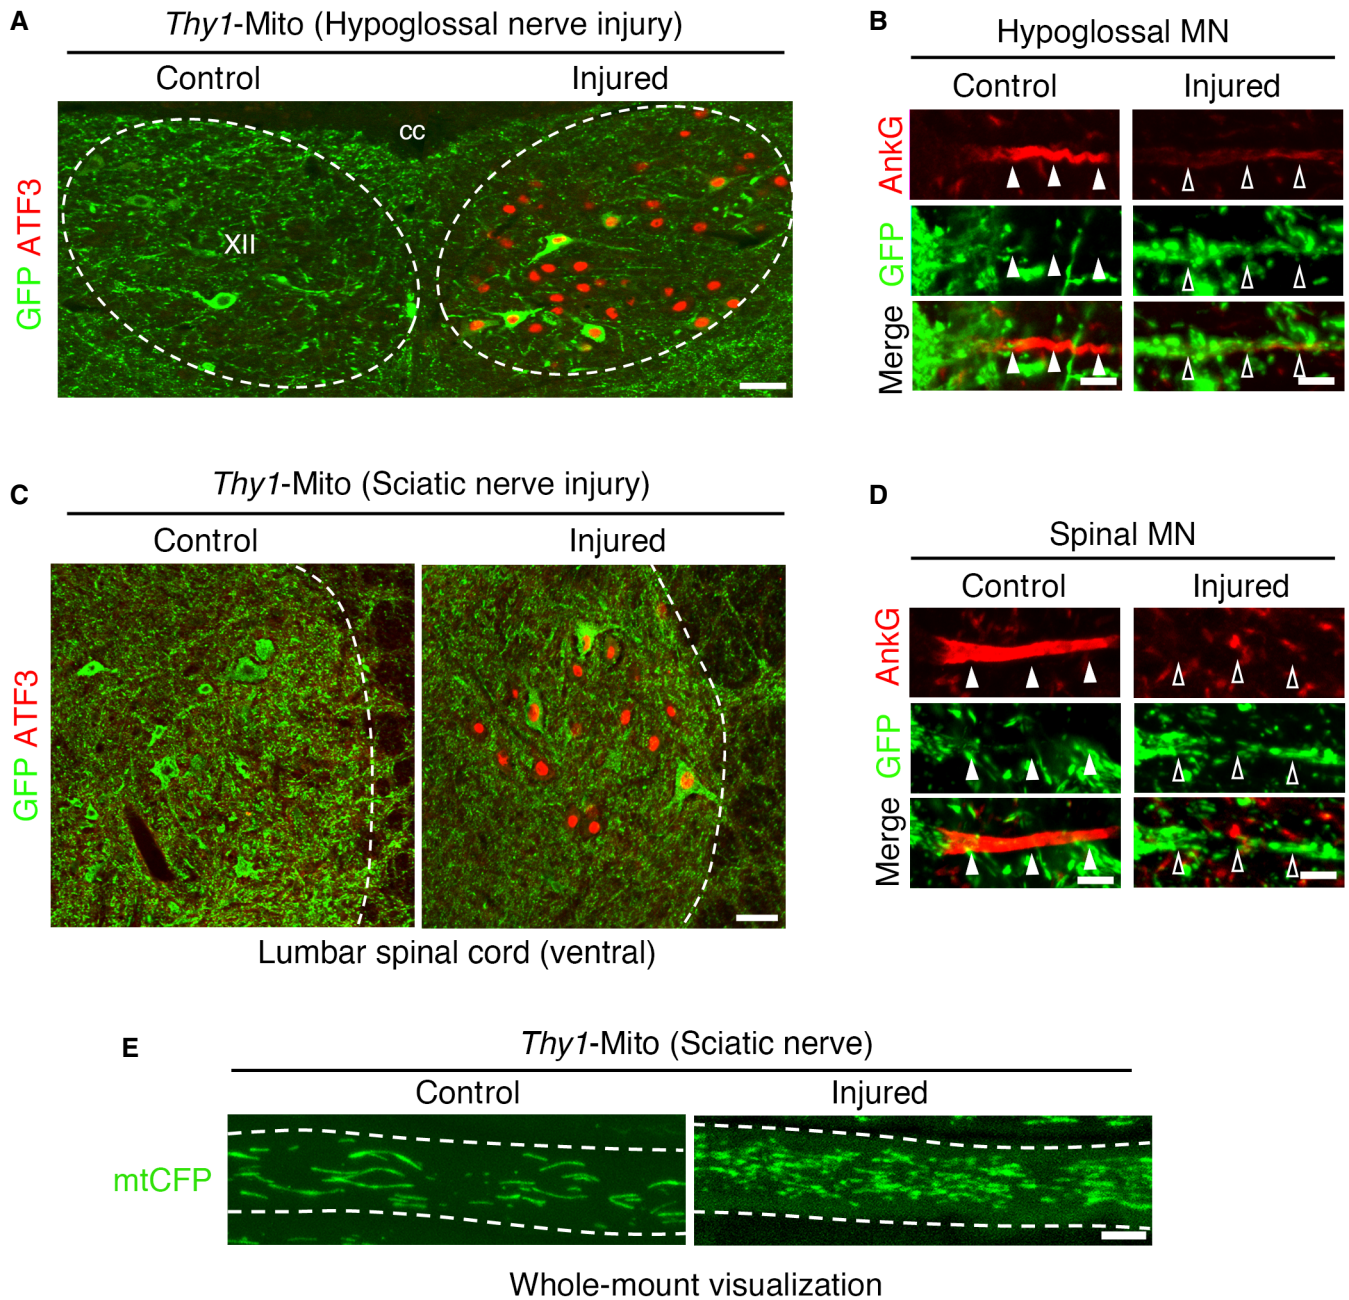 A
Thy1-Mito (Hypoglossal nerve injury)
Control
Injured
GFP ATF3
cc
XII
B
Hypoglossal MN
Control
Injured
AnkG
GFP
Merge
C
Thy1-Mito (Sciatic nerve injury)
Control
Injured
GFP ATF3
Lumbar spinal cord (ventral)
D
Spinal MN
Control
Injured
AnkG
GFP
Merge
E
Thy1-Mito (Sciatic nerve)
Control
Injured
mtCFP
Whole-mount visualization